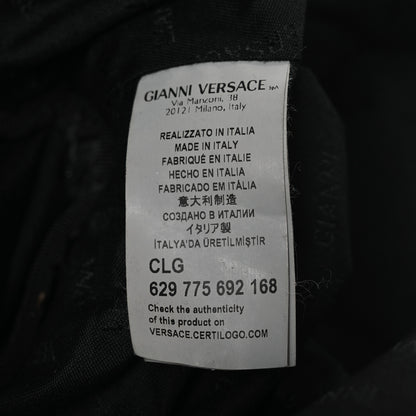 GIANNI VERSACE SPA
Via Manzoni, 38
20121 Milano, Italy
REALIZZATO IN ITALIA
MADE IN ITALY
FABRIQUÉ EN ITALIE
HECHO EN ITALIA
FABRICADO EM ITÁLIA
意大利制造
СОЗДАНО В ИТАЛИИ
イタリア製
İTALYA'DA ÜRETİLMİŞTİR
CLG
629 775 692 168
Check the authenticity
of this product on
VERSACE.CERTILOGO.COM